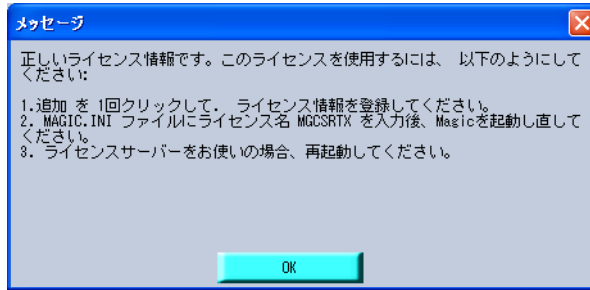 メッセージ
正しいライセンス情報です。このライセンスを使用するには、 以下のようにして
ください:
1.追加 を 1回クリックして. ライセンス情報を登録してください。
2. MAGIC.INI ファイルにライセンス名 MGCSRTX を入力後、Magicを起動し直して
ください。
3. ライセンスサーバーをお使いの場合、再起動してください。
OK